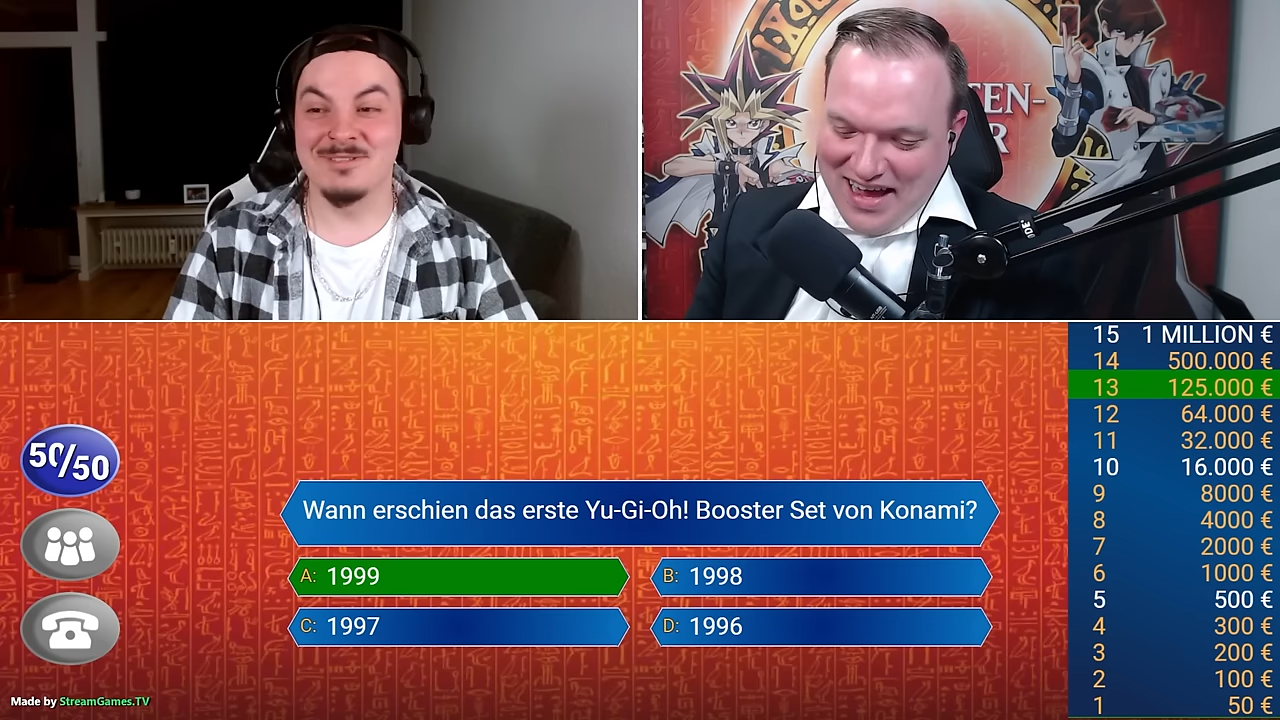 TEN-
R
BDE
15 1 MILLION €
14 500.000 €
13 125.000 €
12 64.000 €
11 32.000 €
10 16.000 €
9 8000 €
8 4000 €
7 2000 €
6 1000 €
5 500 €
4 300 €
3 200 €
2 100 €
1 50 €
50/50
Wann erschien das erste Yu-Gi-Oh! Booster Set von Konami?
A: 1999
B: 1998
C: 1997
D: 1996
Made by StreamGames.TV